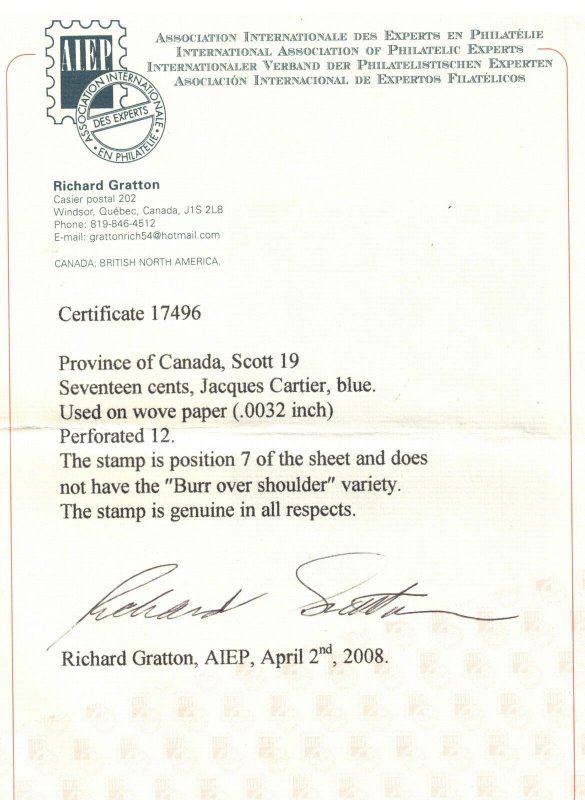 AIEP
ASSOCIATION INTERNATIONALE
DES EXPERTS
• EN PHILATÉLIE •
ASSOCIATION INTERNATIONALE DES EXPERTS EN PHILATÉLIE
INTERNATIONAL ASSOCIATION OF PHILATELIC EXPERTS
INTERNATIONALER VERBAND DER PHILATELISTISCHEN EXPERTEN
ASOCIACIÓN INTERNACIONAL DE EXPERTOS FILATÉLICOS
Richard Gratton
Casier postal 202
Windsor, Québec, Canada, J1S 2L8
Phone: 819-846-4512
E-mail: grattonrich54@hotmail.com
CANADA; BRITISH NORTH AMERICA.
Certificate 17496
Province of Canada, Scott 19
Seventeen cents, Jacques Cartier, blue.
Used on wove paper (.0032 inch)
Perforated 12.
The stamp is position 7 of the sheet and does
not have the "Burr over shoulder" variety.
The stamp is genuine in all respects.
Richard Gratton
Richard Gratton, AIEP, April 2nd, 2008.